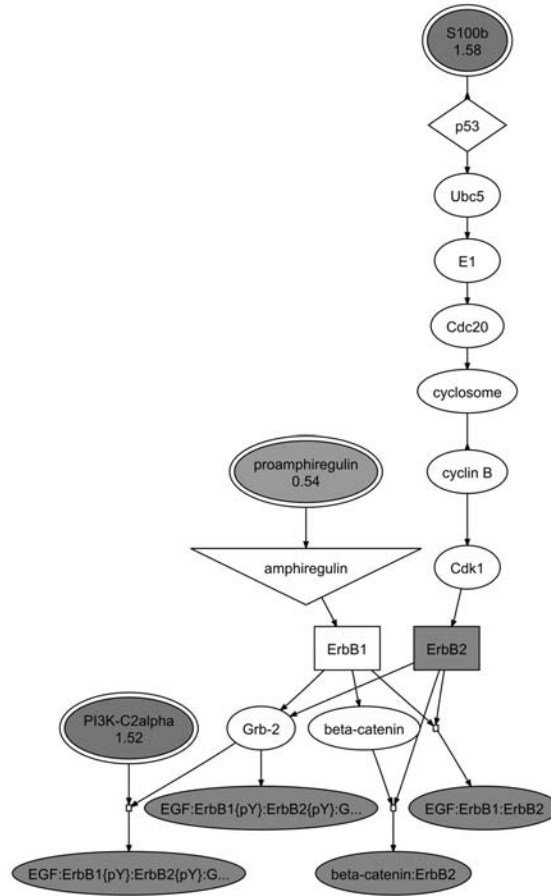 S100b
1.58
p53
Ubc5
E1
Cdc20
cyclosome
proamphiregulin
0.54
cyclin B
amphiregulin
Cdk1
ErbB1
ErbB2
PI3K-C2alpha
1.52
Grb-2
beta-catenin
EGF:ErbB1{pY}:ErbB2{pY}:G...
EGF:ErbB1:ErbB2
EGF:ErbB1{pY}:ErbB2{pY}:G...
beta-catenin:ErbB2